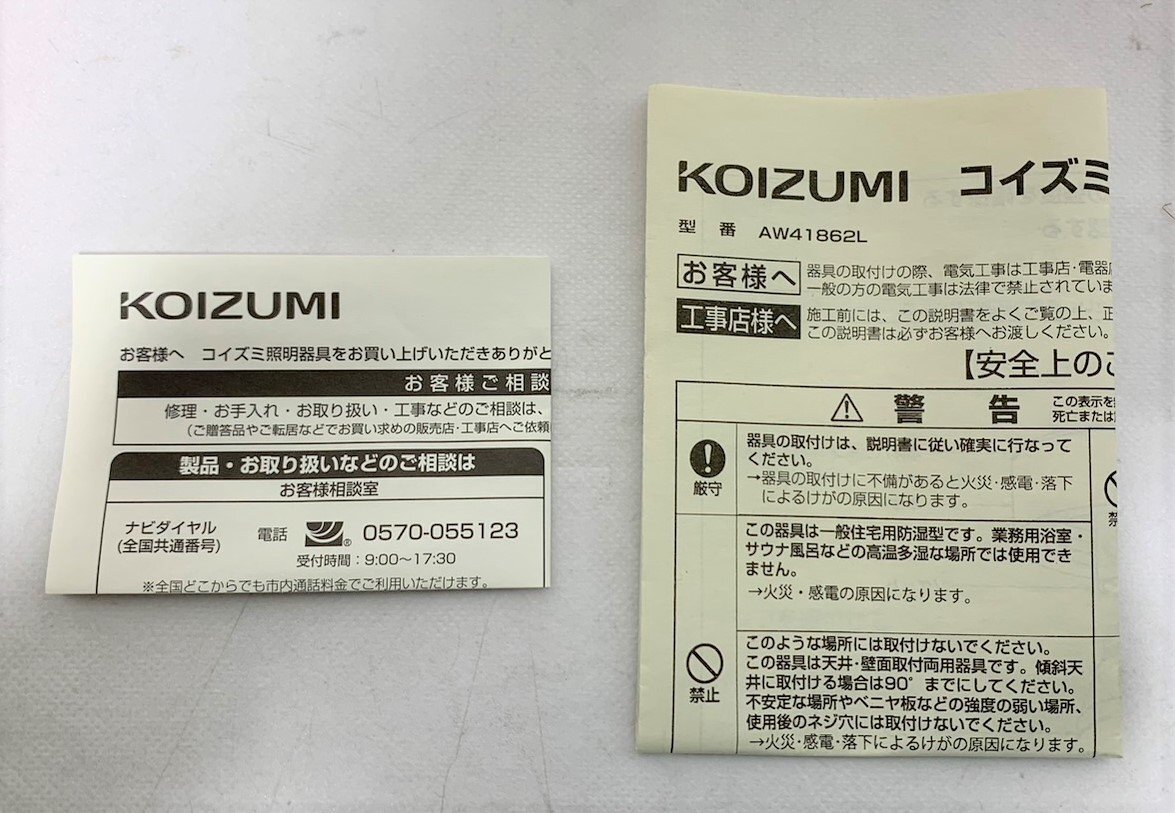 KOIZUMI
お客様へ コイズミ照明器具をお買い上げいただきありがと
お客様ご相談
修理・お手入れ・お取り扱い・工事などのご相談は、
(ご贈答品やご転居などでお買い求めの販売店・工事店へご依頼
製品・お取り扱いなどのご相談は
お客様相談室
ナビダイヤル
(全国共通番号)
電話 ® 0570-055123
受付時間:9:00〜17:30
※全国どこからでも市内通話料金でご利用いただけます。
KOIZUMI コイズミ
型 番 AW41862L
お客様へ
器具の取付けの際、電気工事は工事店・電器
一般の方の電気工事は法律で禁止されていま
工事店様へ
施工前には、この説明書をよくご覧の上、正
この説明書は必ずお客様へお渡しください。
【安全上のご
警 告
この表示を
死亡または
厳守
器具の取付けは、説明書に従い確実に行なって
ください。
→器具の取付けに不備があると火災・感電・落下
によるけがの原因になります。
この器具は一般住宅用防湿型です。業務用浴室・
サウナ風呂などの高温多湿な場所では使用でき
ません。
→火災・感電の原因になります。
禁止
このような場所には取付けないでください。
この器具は天井・壁面取付両用器具です。傾斜天
井に取付ける場合は90°までにしてください。
不安定な場所やベニヤ板などの強度の弱い場所、
使用後のネジ穴には取付けないでください。
→火災・感電・落下によるけがの原因になります。
禁